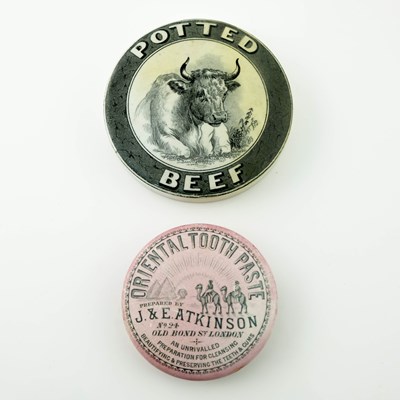 POTTED
BEEF
ORIENTAL TOOTH PASTE
PREPARED BY
J. & E. ATKINSON
No 24
OLD BOND ST LONDON
AN UNRIVALLED
PREPARATION FOR CLEANSING
BEAUTIFYING & PRESERVING THE TEETH & GUMS